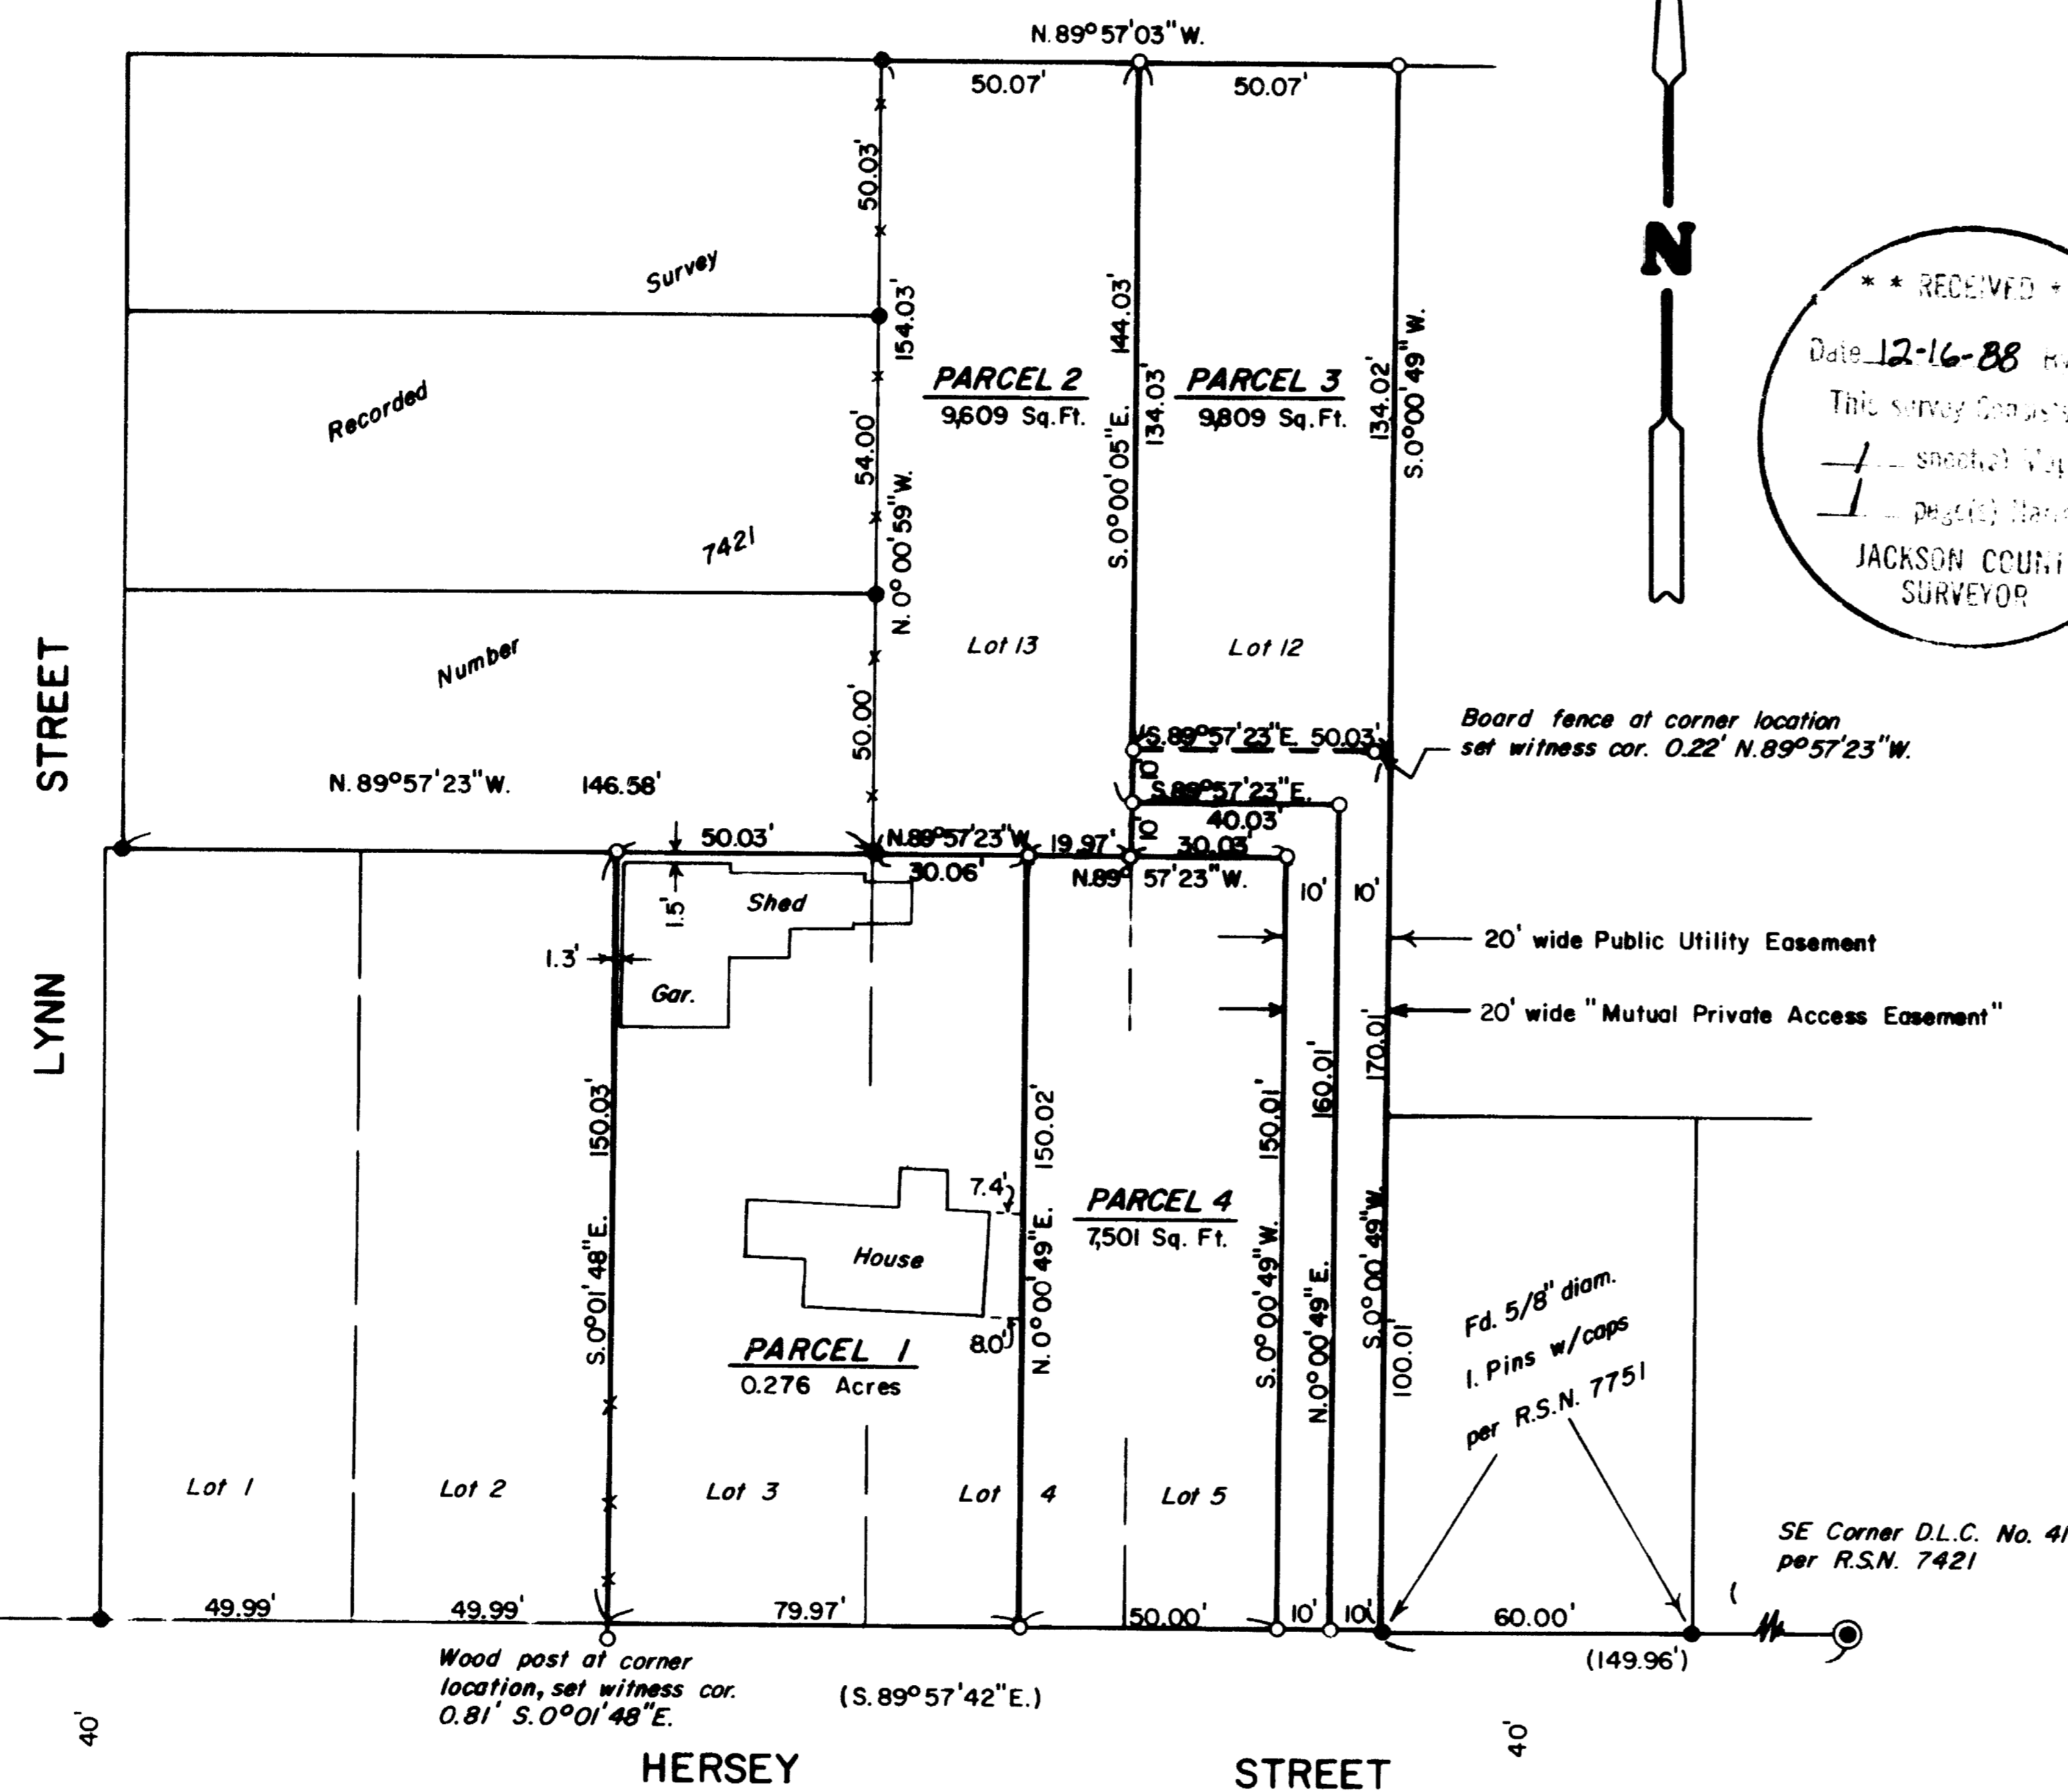 N.89°57'03"W.
50.07'
50.07'
50.03'
154.03'
54.00'
N.0°00'59"W.
50.00'
Survey
Recorded
7421
Number
PARCEL 2
9,609 Sq.Ft.
144.03'
S.0°00'05"E.
134.03'
PARCEL 3
9,809 Sq.Ft.
134.02'
S.0°00'49"W.
N
* * RECEIVED *
Date 12-16-88
This survey
JACKSON
SURVEYOR
Lot 13
Lot 12
STREET
LYNN
S.89°57'23"E. 50.03'
Board fence at corner location
set witness cor. 0.22' N.89°57'23"W.
10'
S.89°57'23"E.
40.03'
10'
N.89°57'23"W. 146.58'
50.03'
N.89°57'23"W.
30.06'
19.97'
30.03'
N.89°57'23"W.
Shed
1.5'
1.3'
Gar.
10'
10'
20' wide Public Utility Easement
20' wide "Mutual Private Access Easement"
150.03'
S.0°01'48"E.
150.02'
N.0°00'49"E.
150.01'
S.0°00'49"W.
160.01'
N.0°00'49"E.
170.01'
S.0°00'49"W.
100.01'
7.4'
House
8.0'
PARCEL 4
7,501 Sq. Ft.
PARCEL 1
0.276 Acres
Fd. 5/8" diam.
I. Pins w/caps
per R.S.N. 7751
Lot 1
Lot 2
Lot 3
Lot 4
Lot 5
SE Corner D.L.C. No. 41
per R.S.N. 7421
49.99'
49.99'
79.97'
50.00'
10'
10'
60.00'
(149.96')
Wood post at corner
location, set witness cor.
0.81' S.0°01'48"E.
(S.89°57'42"E.)
40'
40'
HERSEY STREET